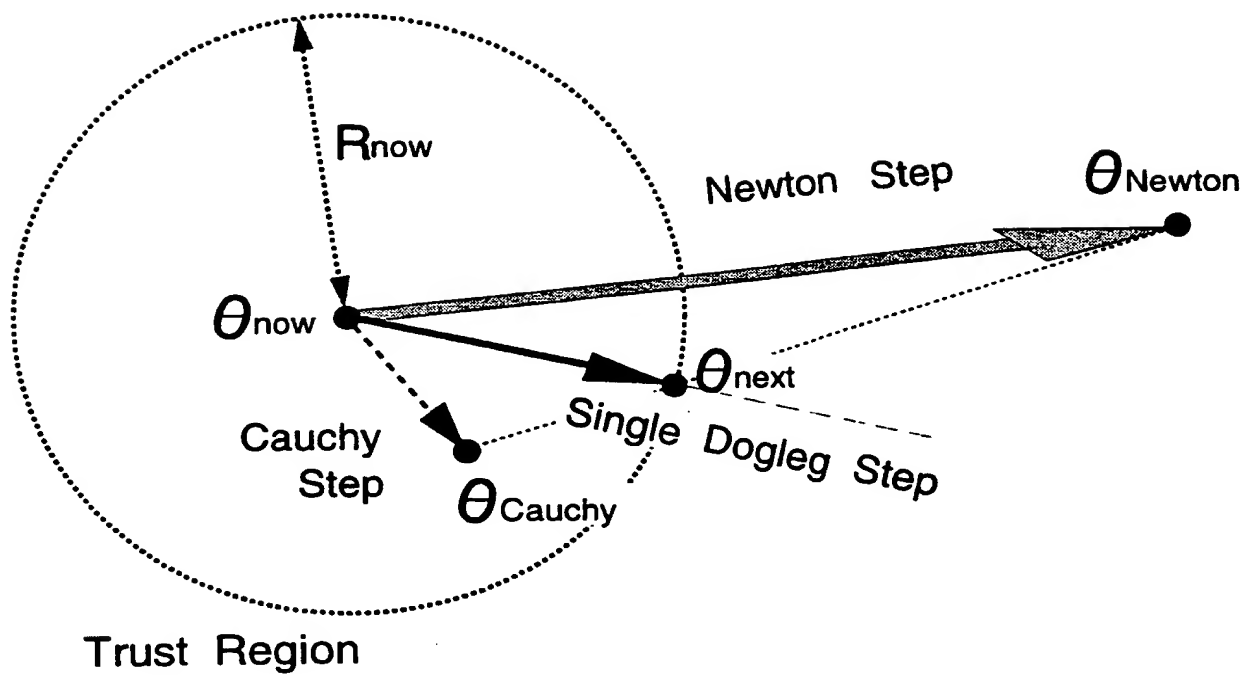 Rnow
Newton Step
θNewton
θnow
θnext
Single Dogleg Step
Cauchy
Step
θCauchy
Trust Region